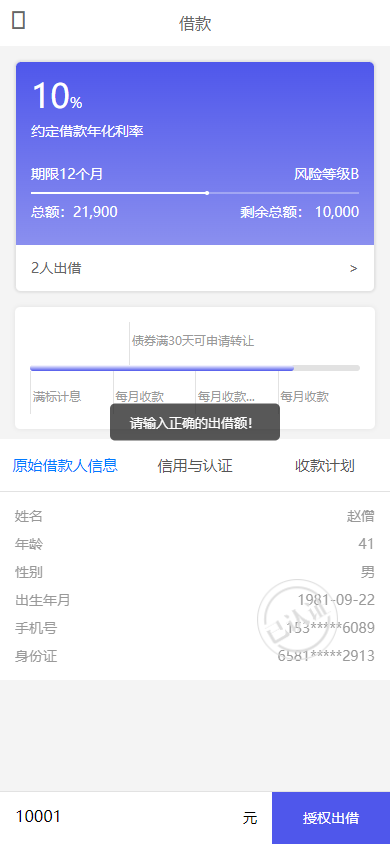 借款
10%
约定借款年化利率
期限12个月 风险等级B
总额：21,900 剩余总额： 10,000
2人出借 >
债券满30天可申请转让
满标计息 每月收款 每月收款... 每月收款
请输入正确的出借额！
原始借款人信息 信用与认证 收款计划
姓名 赵僧
年龄 41
性别 男
出生年月 1981-09-22
手机号 153*****6089
身份证 6581*****2913
已认证
10001 元 授权出借